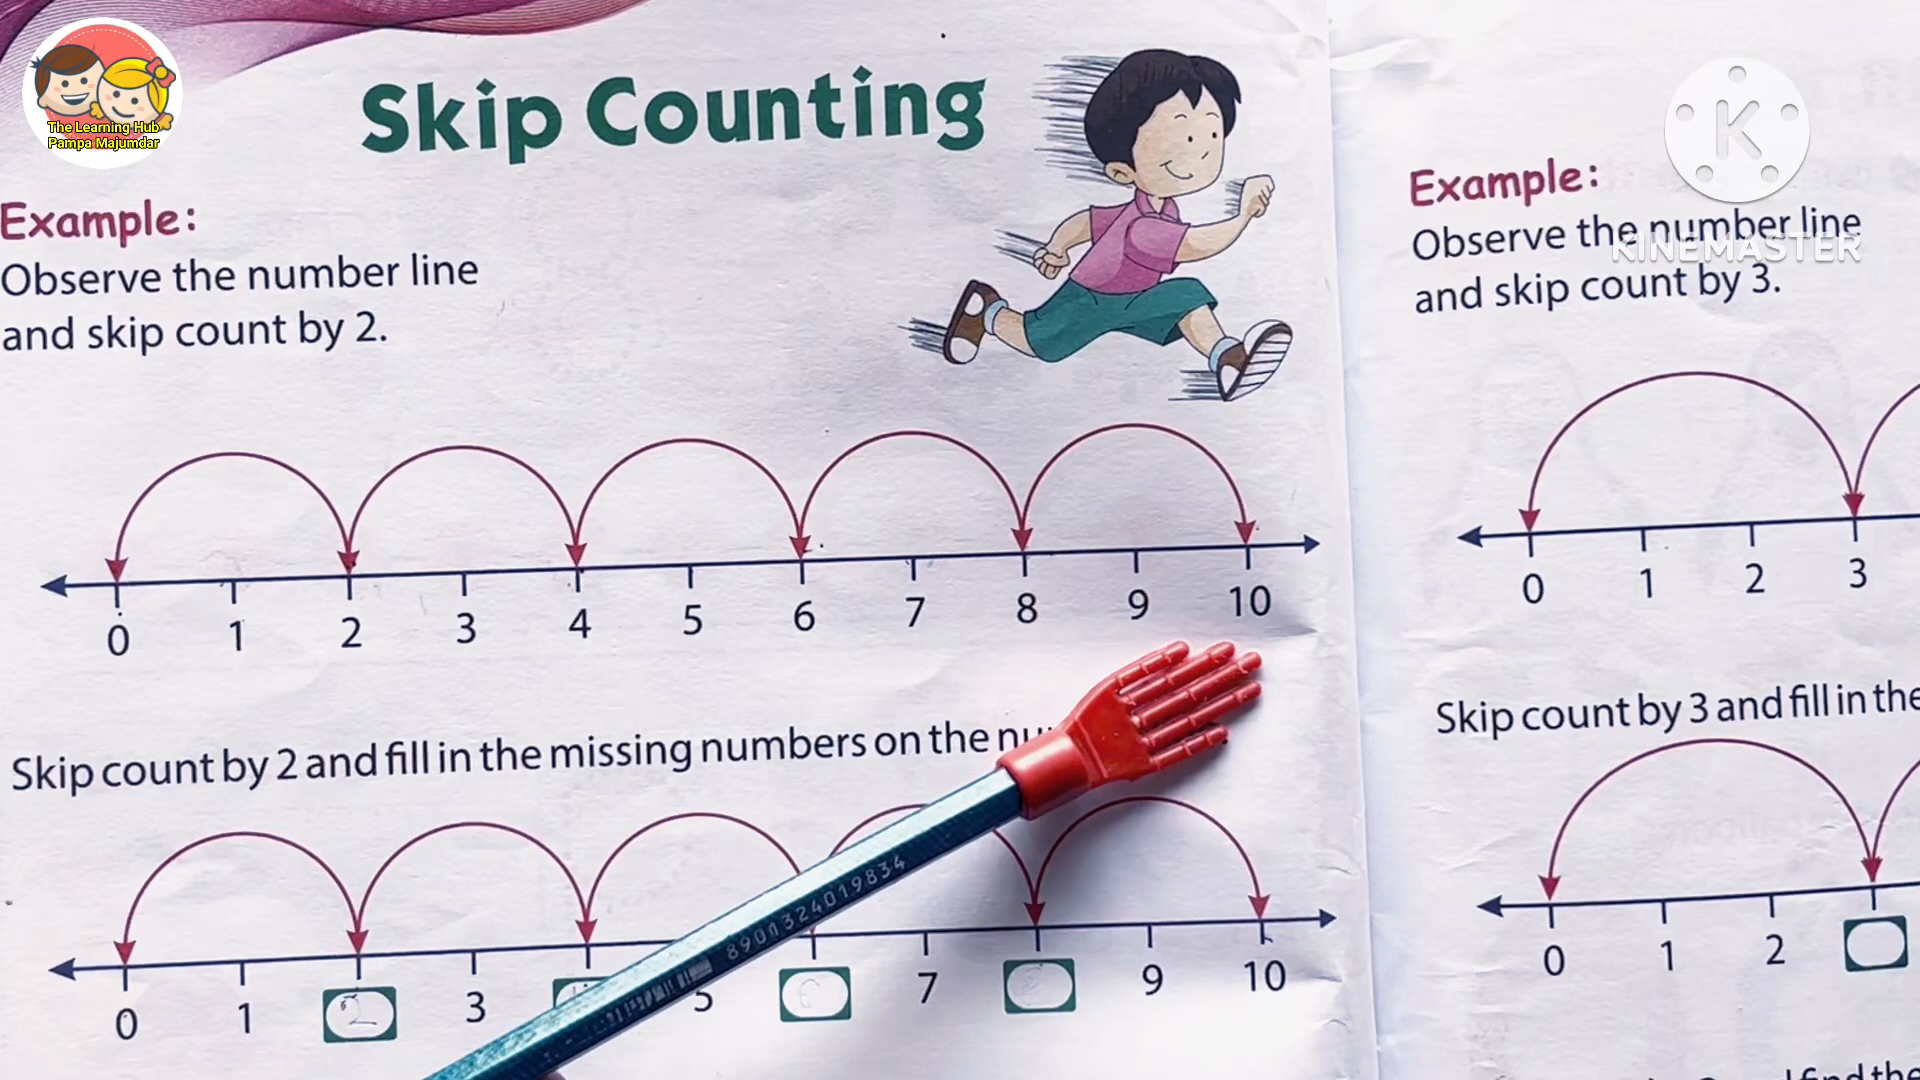 The Learning Hub
Pampa Majumdar
Skip Counting
Example:
Observe the number line
and skip count by 2.
0 1 2 3 4 5 6 7 8 9 10
Skip count by 2 and fill in the missing numbers on the
0 1 2 3 5 6 7 9 10
8901324019834
K
KINEMASTER
Example:
Observe the number line
and skip count by 3.
0 1 2 3
Skip count by 3 and fill in the
0 1 2
find the